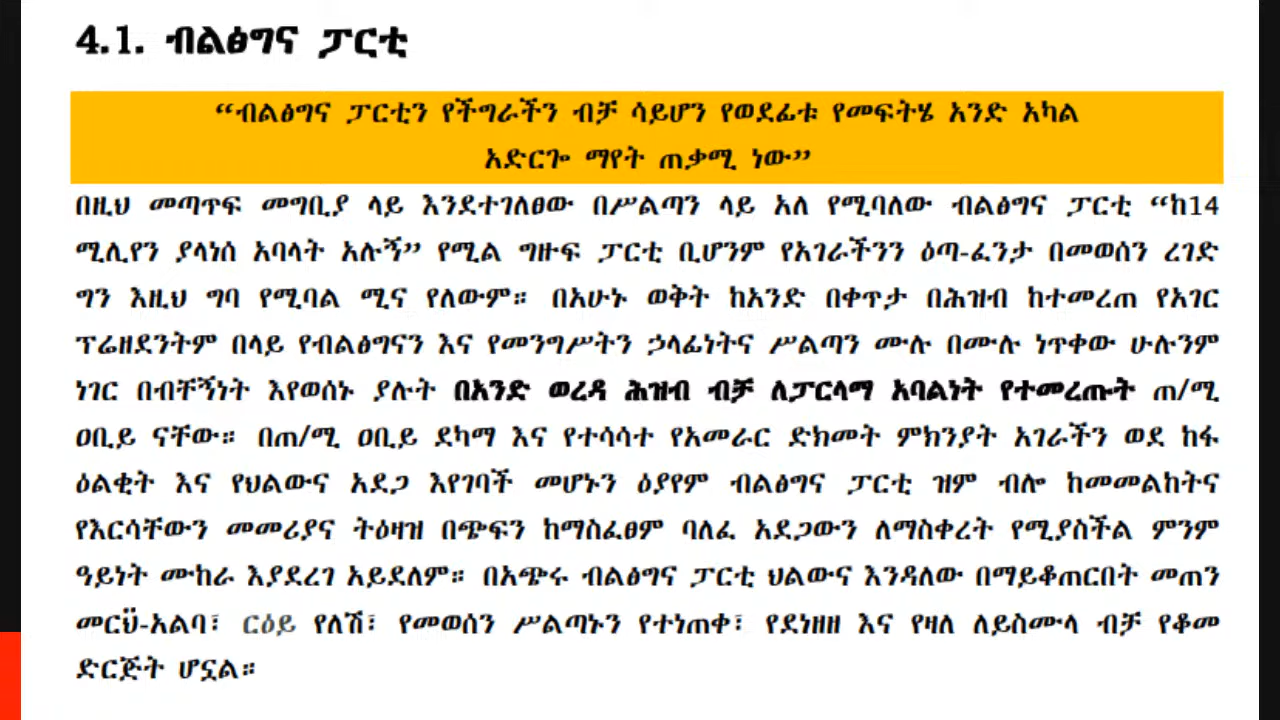 4.1. ብልፅግና ፓርቲ
“ብልፅግና ፓርቲን የችግራችን ብቻ ሳይሆን የወደፊቱ የመፍትሄ አንድ አካል
አድርጎ ማየት ጠቃሚ ነው”
በዚህ መጣጥፍ መግቢያ ላይ እንደተገለፀው በሥልጣን ላይ አለ የሚባለው ብልፅግና ፓርቲ “ከ14
ሚሊየን ያላነሰ አባላት አሉኝ” የሚል ግዙፍ ፓርቲ ቢሆንም የአገራችንን ዕጣ-ፈንታ በመወሰን ረገድ
ግን እዚህ ግባ የሚባል ሚና የለውም። በአሁኑ ወቅት ከአንድ በቀጥታ በሕዝብ ከተመረጠ የአገር
ፕሬዘደንትም በላይ የብልፅግናን እና የመንግሥትን ኃላፊነትና ሥልጣን ሙሉ በሙሉ ነጥቀው ሁሉንም
ነገር በብቸኝነት እየወሰኑ ያሉት በአንድ ወረዳ ሕዝብ ብቻ ለፓርላማ አባልነት የተመረጡት ጠ/ሚ
ዐቢይ ናቸው። በጠ/ሚ ዐቢይ ደካማ እና የተሳሳተ የአመራር ድክመት ምክንያት አገራችን ወደ ከፋ
ዕልቂት እና የህልውና አደጋ እየገባች መሆኑን ዕያየም ብልፅግና ፓርቲ ዝም ብሎ ከመመልከትና
የእርሳቸውን መመሪያና ትዕዛዝ በጭፍን ከማስፈፀም ባለፈ አደጋውን ለማስቀረት የሚያስችል ምንም
ዓይነት ሙከራ እያደረገ አይደለም። በአጭሩ ብልፅግና ፓርቲ ህልውና እንዳለው በማይቆጠርበት መጠን
ርዕይ የለሽ፣ የመወሰን ሥልጣኑን የተነጠቀ፣ የደነዘዘ እና የዛለ ለይስሙላ ብቻ የቆመ
ድርጅት ሆኗል።